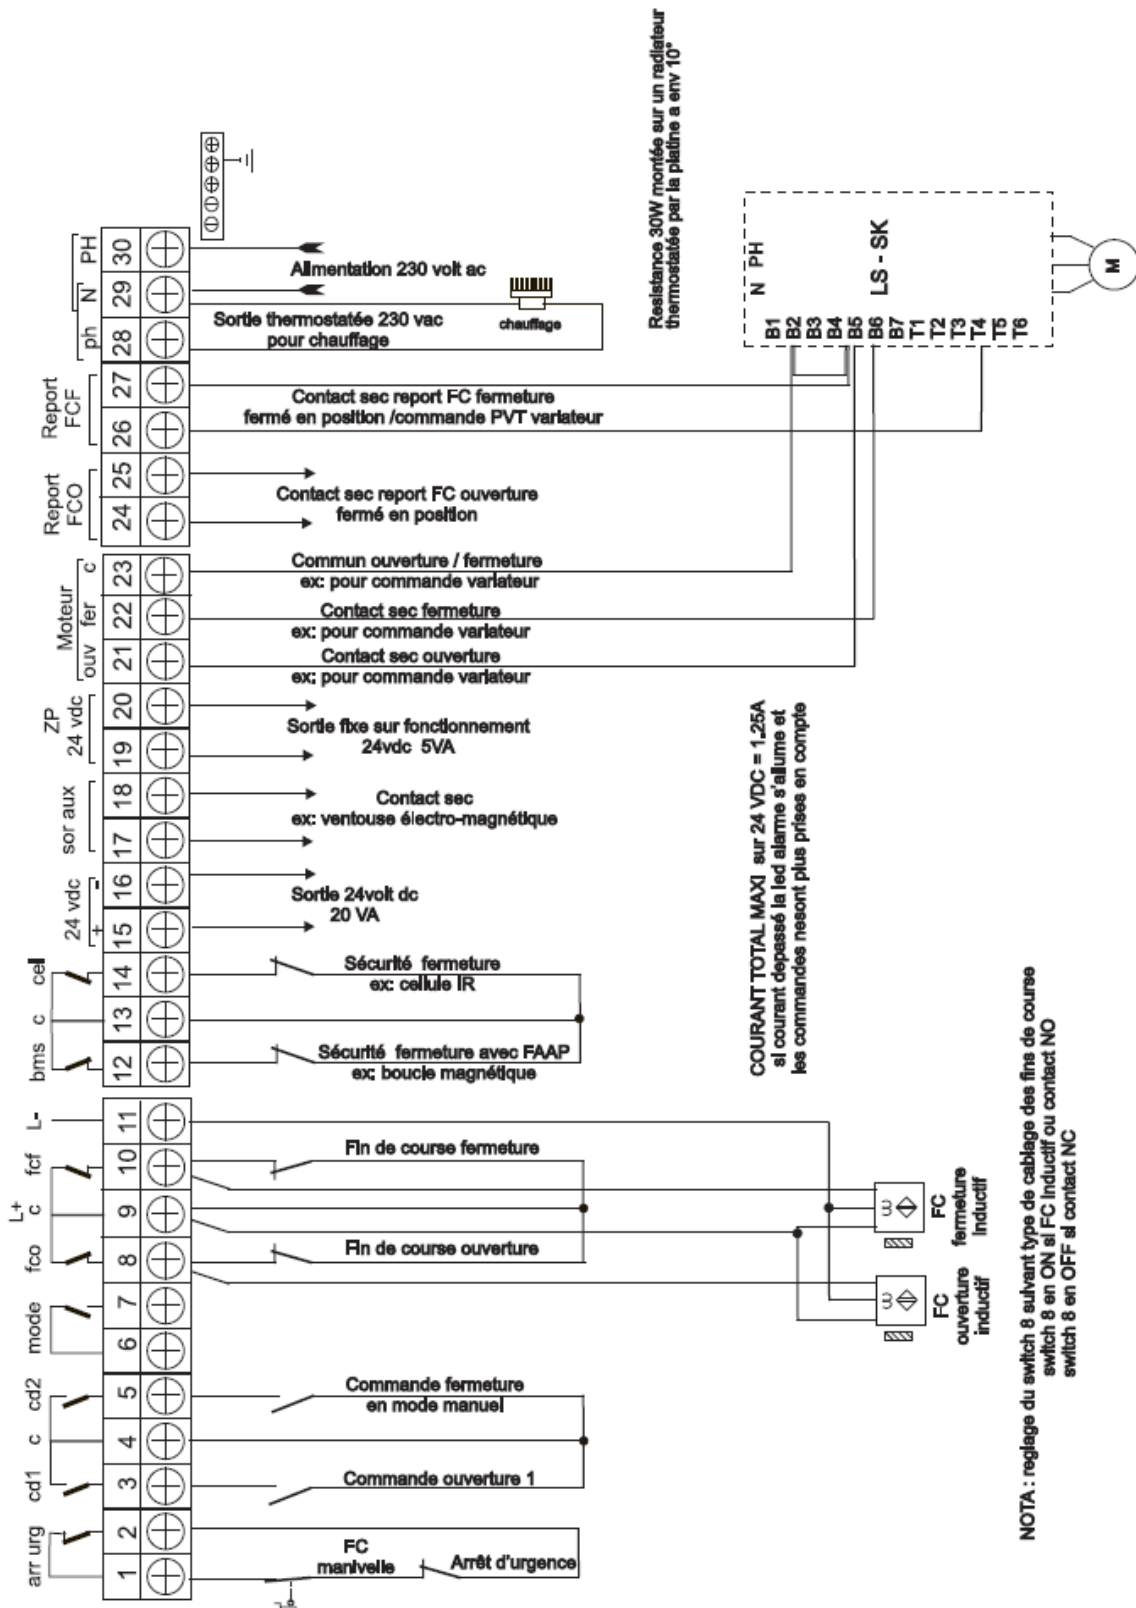 Resistance 30W montée sur un radiateur
thermostatée par la platine a env 10°
PH
N
ph
30
29
28
Alimentation 230 volt ac
Sortie thermostatée 230 vac
pour chauffage
chauffage
Report
FCF
27
26
Contact sec report FC fermeture
fermé en position /commande PVT variateur
Report
FCO
25
24
Contact sec report FC ouverture
fermé en position
Moteur
c
fer
ouv
23
22
21
Commun ouverture / fermeture
ex: pour commande variateur
Contact sec fermeture
ex: pour commande variateur
Contact sec ouverture
ex: pour commande variateur
ZP
24 vdc
20
19
Sortie fixe sur fonctionnement
24vdc 5VA
sor aux
18
17
Contact sec
ex: ventouse électro-magnétique
24 vdc
-
+
16
15
Sortie 24volt dc
20 VA
cel
c
bms
14
13
12
Sécurité fermeture
ex: cellule IR
Sécurité fermeture avec FAAP
ex: boucle magnétique
L-
fcf
L+
c
fco
11
10
9
8
Fin de course fermeture
Fin de course ouverture
mode
7
6
cd2
c
cd1
5
4
3
Commande fermeture
en mode manuel
Commande ouverture 1
arr urg
2
1
FC
manivelle
Arrêt d'urgence
N PH
LS - SK
B1
B2
B3
B4
B5
B6
B7
T1
T2
T3
T4
T5
T6
M
COURANT TOTAL MAXI sur 24 VDC = 1.25A
si courant depassé la led alarme s'allume et
les commandes nesont plus prises en compte
FC
fermeture
inductif
FC
ouverture
inductif
NOTA : reglage du switch 8 suivant type de cablage des fins de course
switch 8 en ON si FC inductif ou contact NO
switch 8 en OFF si contact NC